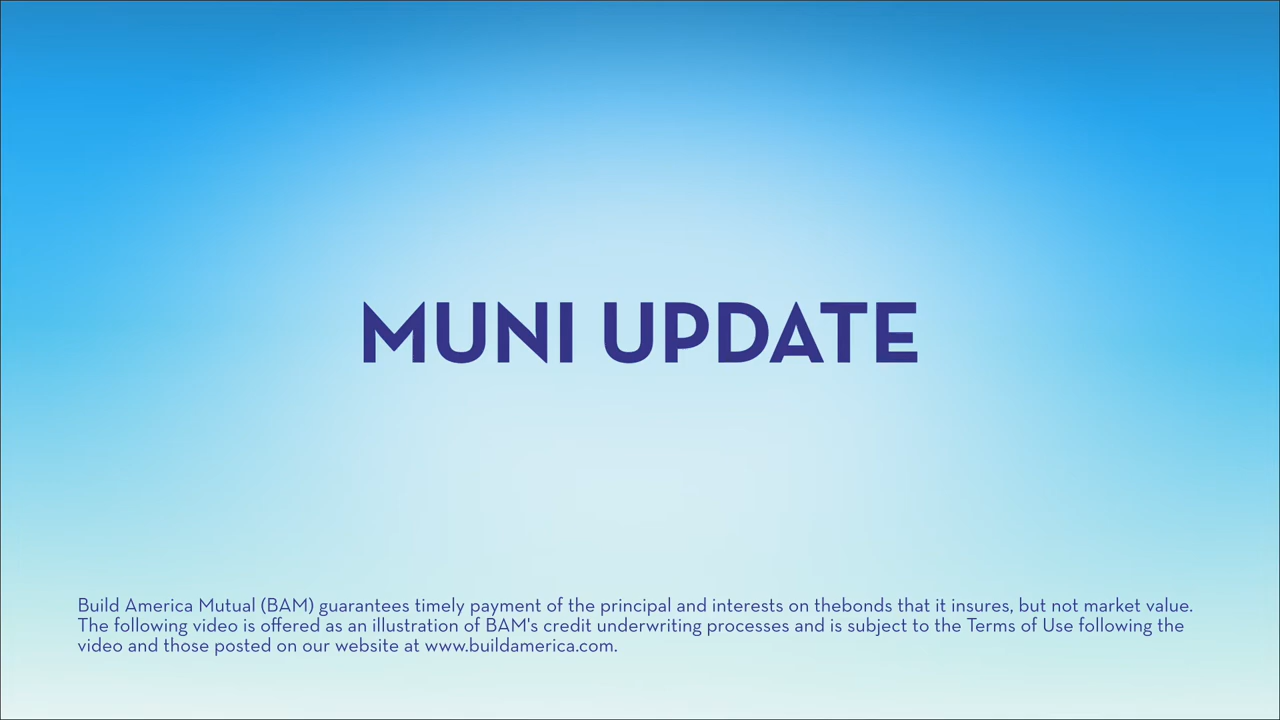 MUNI UPDATE
Build America Mutual (BAM) guarantees timely payment of the principal and interests on thebonds that it insures, but not market value.
The following video is offered as an illustration of BAM's credit underwriting processes and is subject to the Terms of Use following the
video and those posted on our website at www.buildamerica.com.